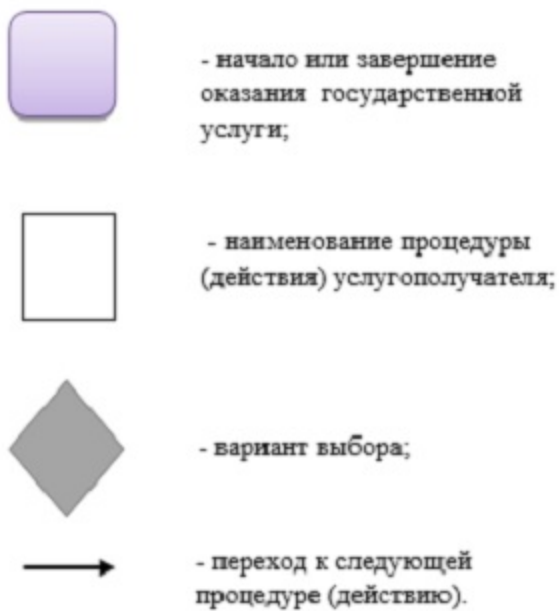 - начало или завершение
оказания государственной
услуги;
- наименование процедуры
(действия) услугополучателя;
- вариант выбора;
- переход к следующей
процедуре (действию).